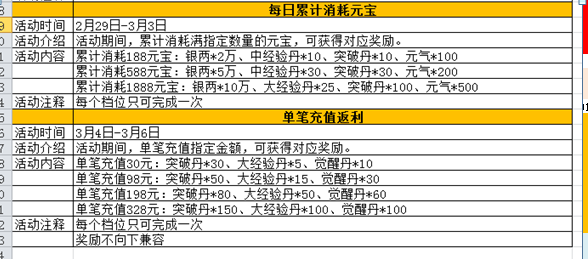 每日累计消耗元宝
活动时间 2月29日-3月3日
活动介绍 活动期间，累计消耗满指定数量的元宝，可获得对应奖励。
活动内容 累计消耗188元宝：银两*2万、中经验丹*10、突破丹*10、元气*100
累计消耗588元宝：银两*5万、中经验丹*30、突破丹*30、元气*200
累计消耗1888元宝：银两*10万、大经验丹*25、突破丹*100、元气*500
活动注释 每个档位只可完成一次
单笔充值返利
活动时间 3月4日-3月6日
活动介绍 活动期间，单笔充值指定金额，可获得对应奖励。
活动内容 单笔充值30元：突破丹*30、大经验丹*5、觉醒丹*10
单笔充值98元：突破丹*50、大经验丹*15、觉醒丹*30
单笔充值198元：突破丹*80、大经验丹*50、觉醒丹*60
单笔充值328元：突破丹*150、大经验丹*100、觉醒丹*100
活动注释 每个档位只可完成一次
奖励不向下兼容